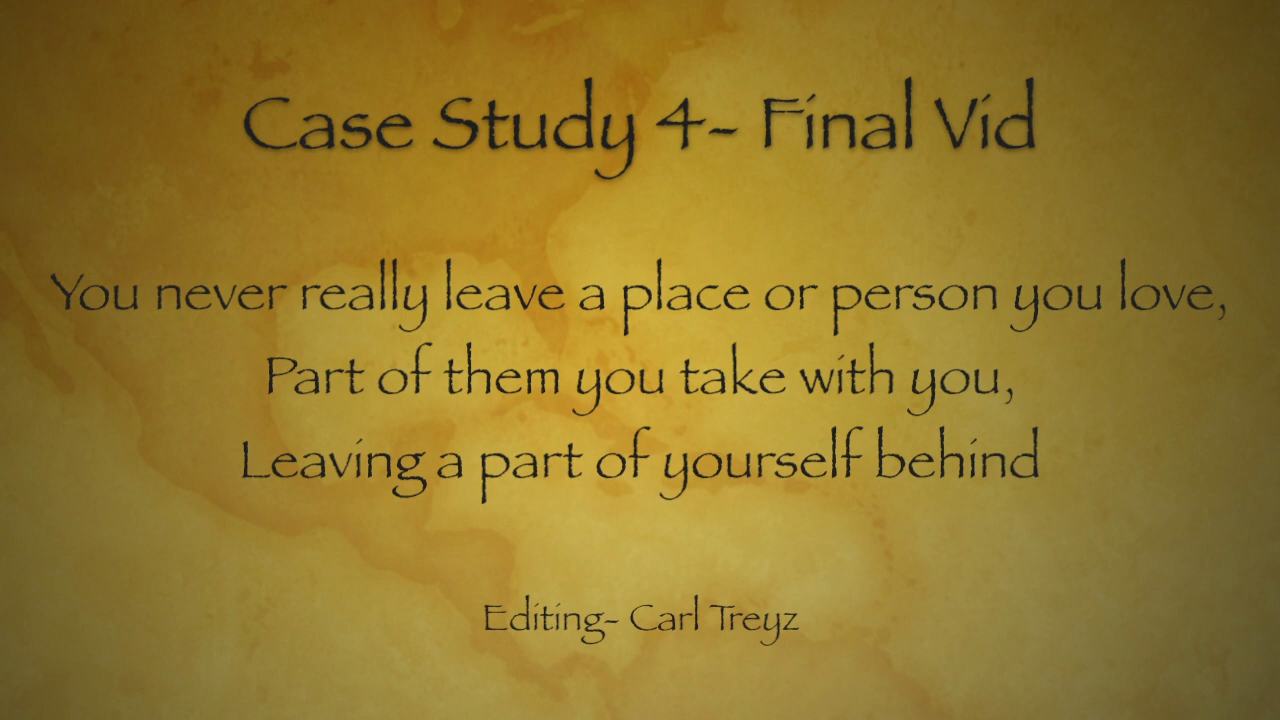 Case Study 4- Final Vid
You never really leave a place or person you love,
Part of them you take with you,
Leaving a part of yourself behind
Editing- Carl Treyz